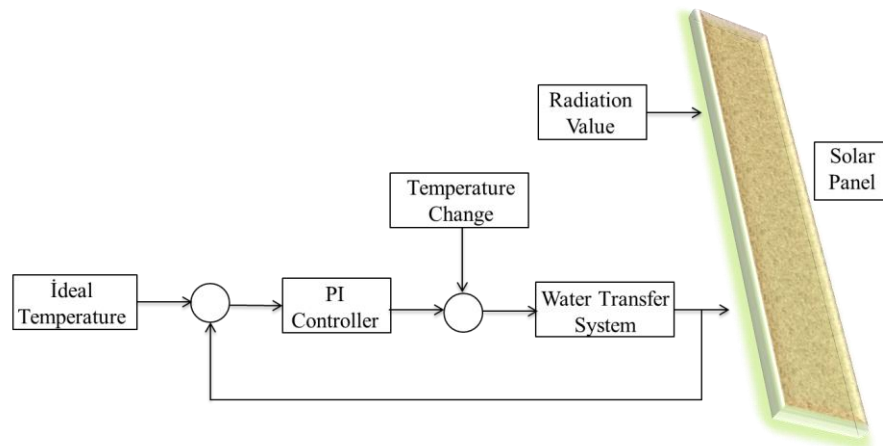 Radiation
Value
Solar
Panel
Temperature
Change
İdeal
Temperature
PI
Controller
Water Transfer
System